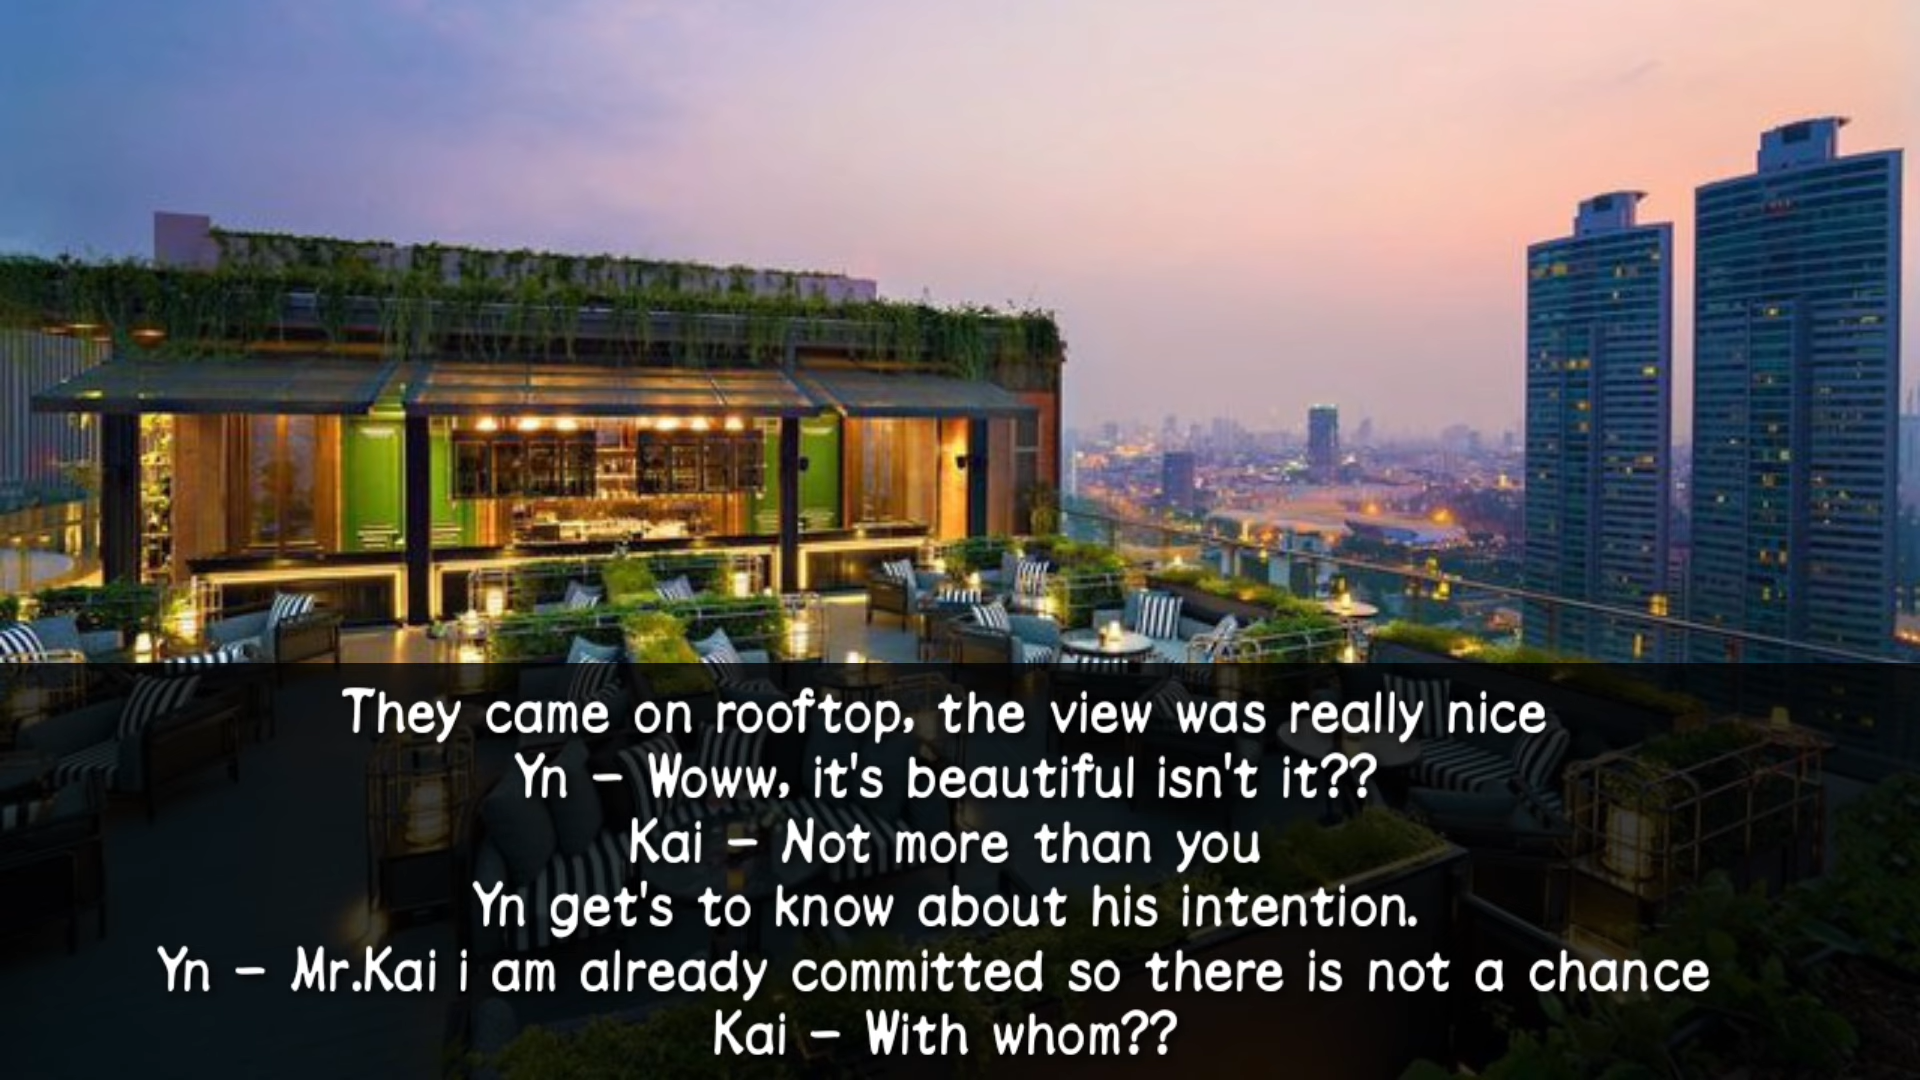 They came on rooftop, the view was really nice
Yn - Woww, it's beautiful isn't it??
Kai - Not more than you
Yn get's to know about his intention.
Yn - Mr.Kai i am already committed so there is not a chance
Kai - With whom??